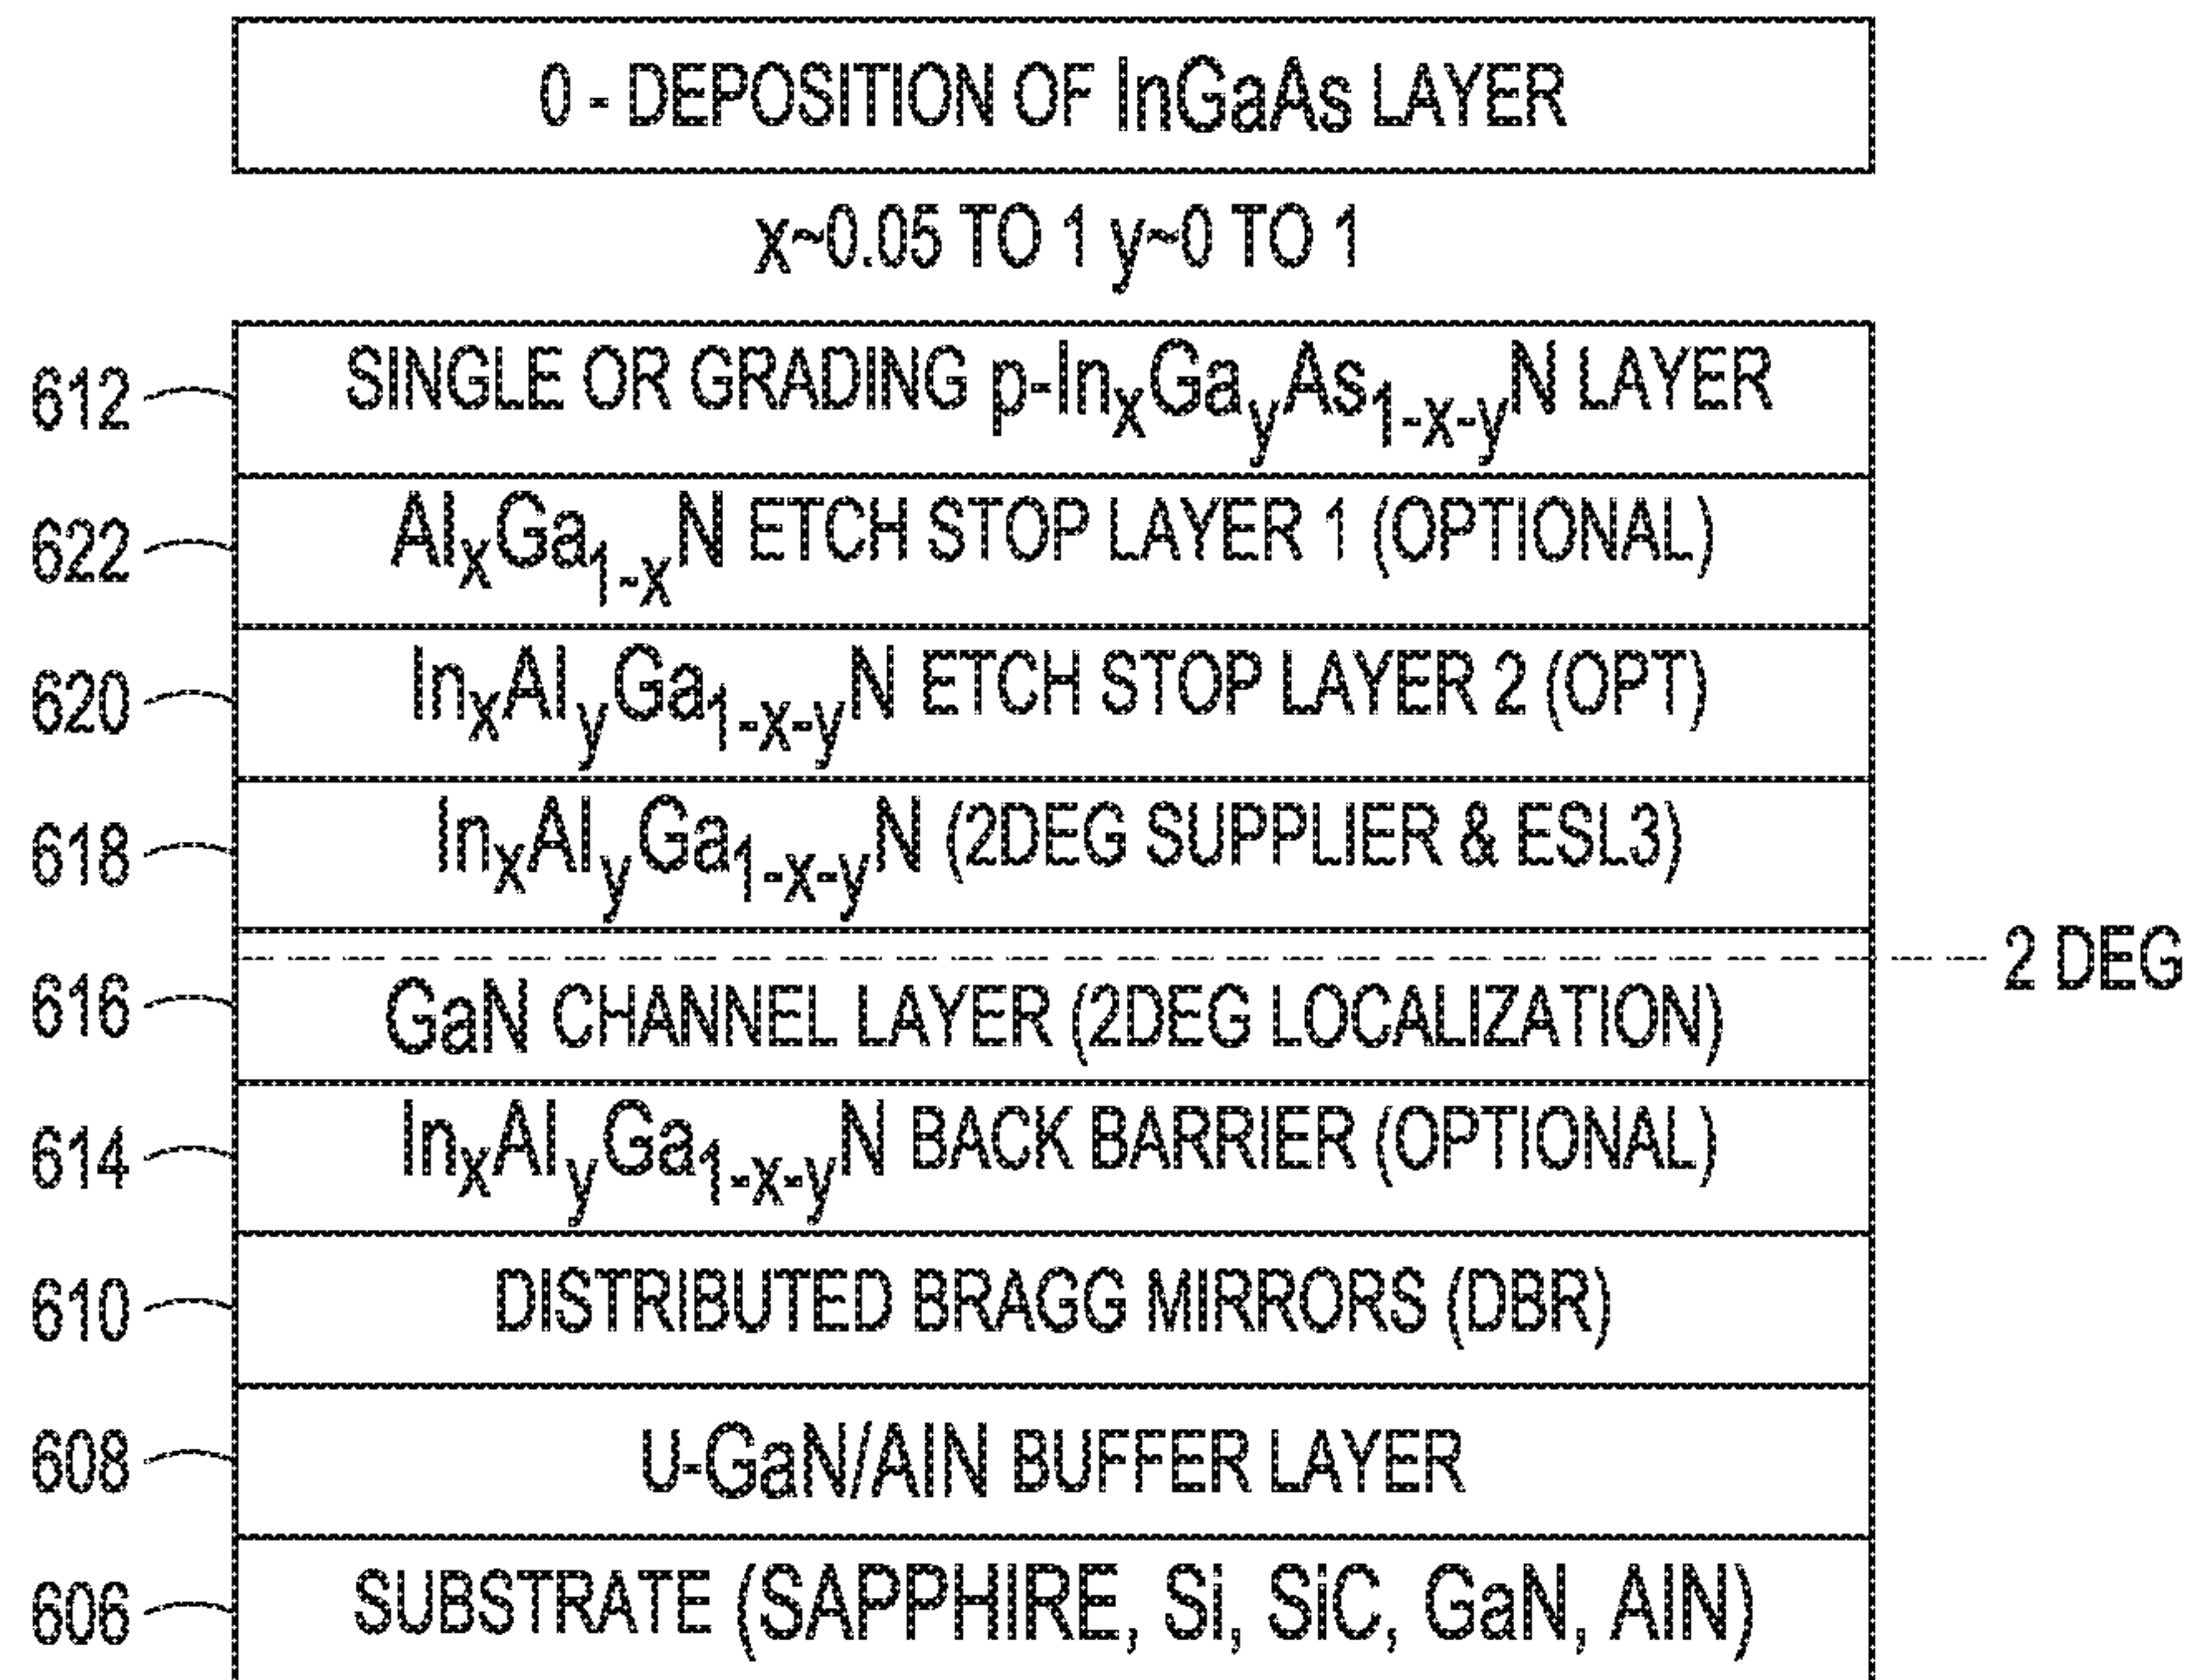 0 - DEPOSITION OF InGaAs LAYER
x~0.05 TO 1 y~0 TO 1
612 SINGLE OR GRADING p-InxGayAs1-x-yN LAYER
622 AlxGa1-xN ETCH STOP LAYER 1 (OPTIONAL)
620 InxAlyGa1-x-yN ETCH STOP LAYER 2 (OPT)
618 InxAlyGa1-x-yN (2DEG SUPPLIER & ESL3)
2 DEG
616 GaN CHANNEL LAYER (2DEG LOCALIZATION)
614 InxAlyGa1-x-yN BACK BARRIER (OPTIONAL)
610 DISTRIBUTED BRAGG MIRRORS (DBR)
608 U-GaN/AlN BUFFER LAYER
606 SUBSTRATE (SAPPHIRE, Si, SiC, GaN, AlN)